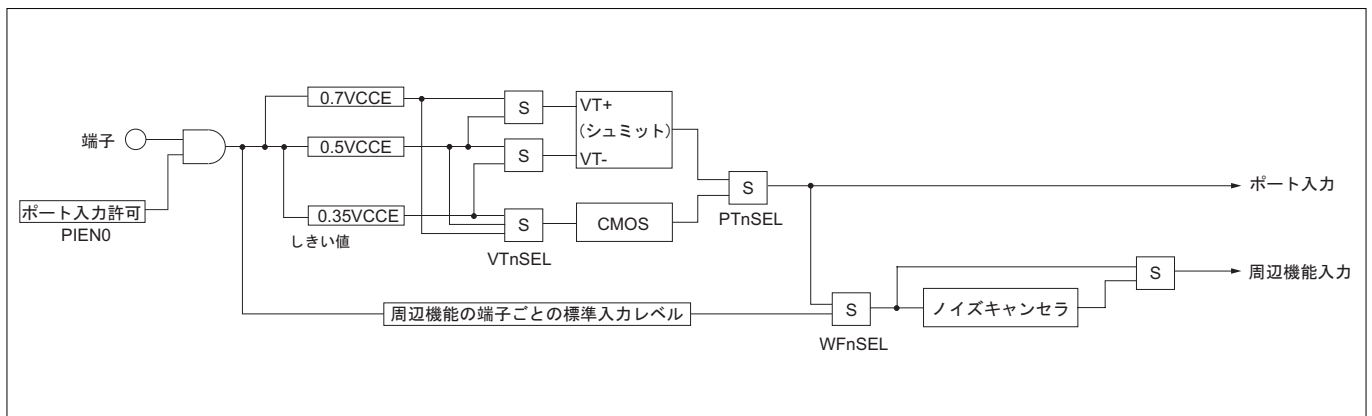 端子
ポート入力許可
PIEN0
0.7VCCE
0.5VCCE
0.35VCCE
しきい値
S
S
S
VTnSEL
VT+
(シュミット)
VT-
CMOS
S
PTnSEL
ポート入力
周辺機能の端子ごとの標準入力レベル
S
WFnSEL
ノイズキャンセラ
S
周辺機能入力